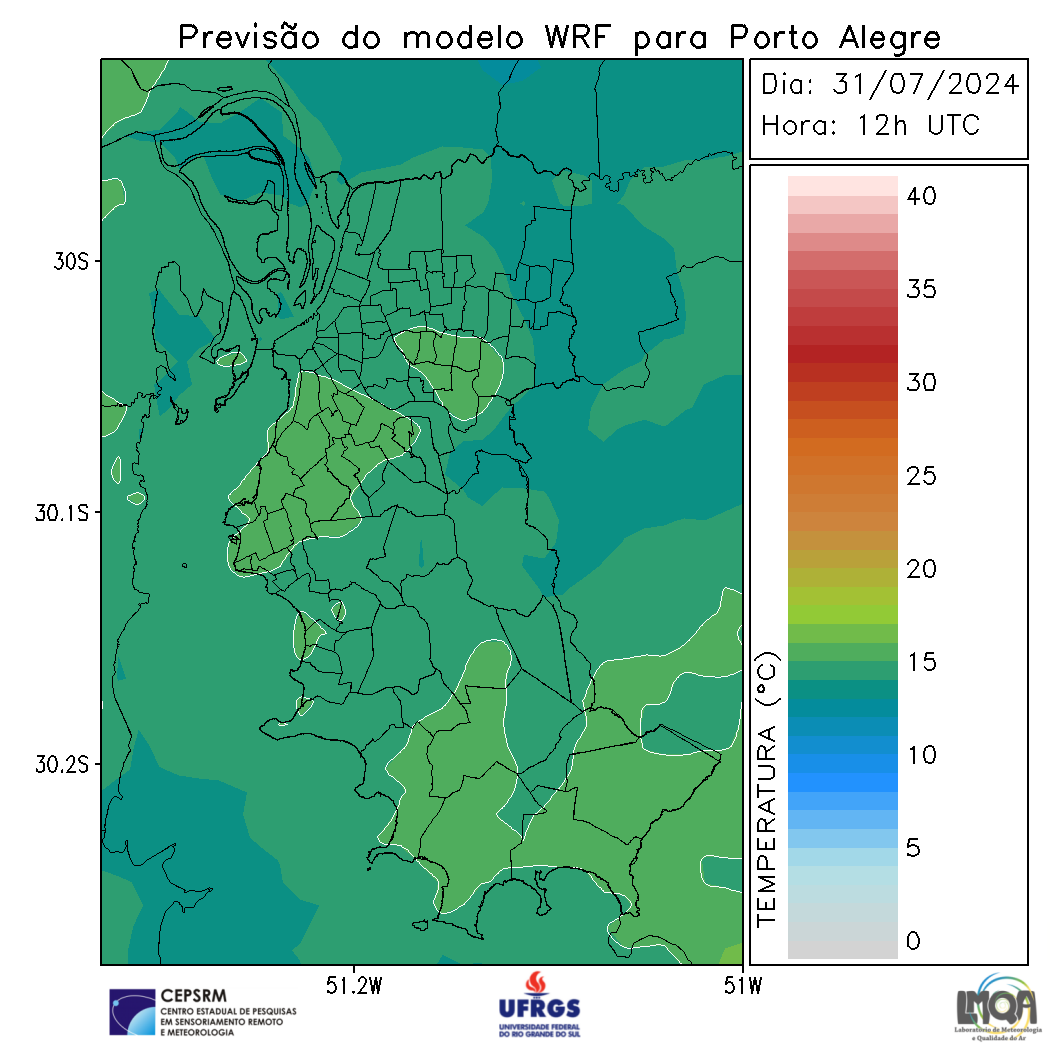 Previsão do modelo WRF para Porto Alegre
Dia: 31/07/2024
Hora: 12h UTC
30S
30.1S
30.2S
51.2W
51W
40
35
30
25
20
15
10
5
0
TEMPERATURA (°C)
CEPSRM
CENTRO ESTADUAL DE PESQUISAS
EM SENSORIAMENTO REMOTO
E METEOROLOGIA
UFRGS
UNIVERSIDADE FEDERAL
DO RIO GRANDE DO SUL
LMQA
Laboratório de Meteorologia
e Qualidade do Ar